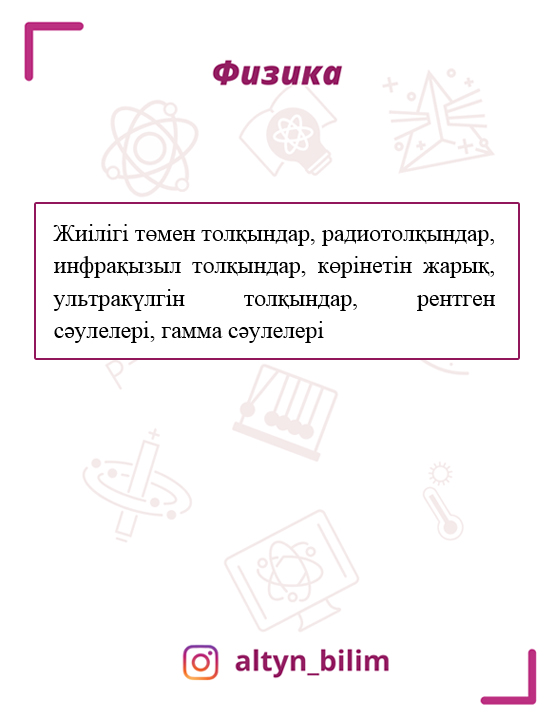 Физика
Жиілігі төмен толқындар, радиотолқындар,
инфрақызыл толқындар, көрінетін жарық,
ультракүлгін толқындар, рентген
сәулелері, гамма сәулелері
altyn_bilim